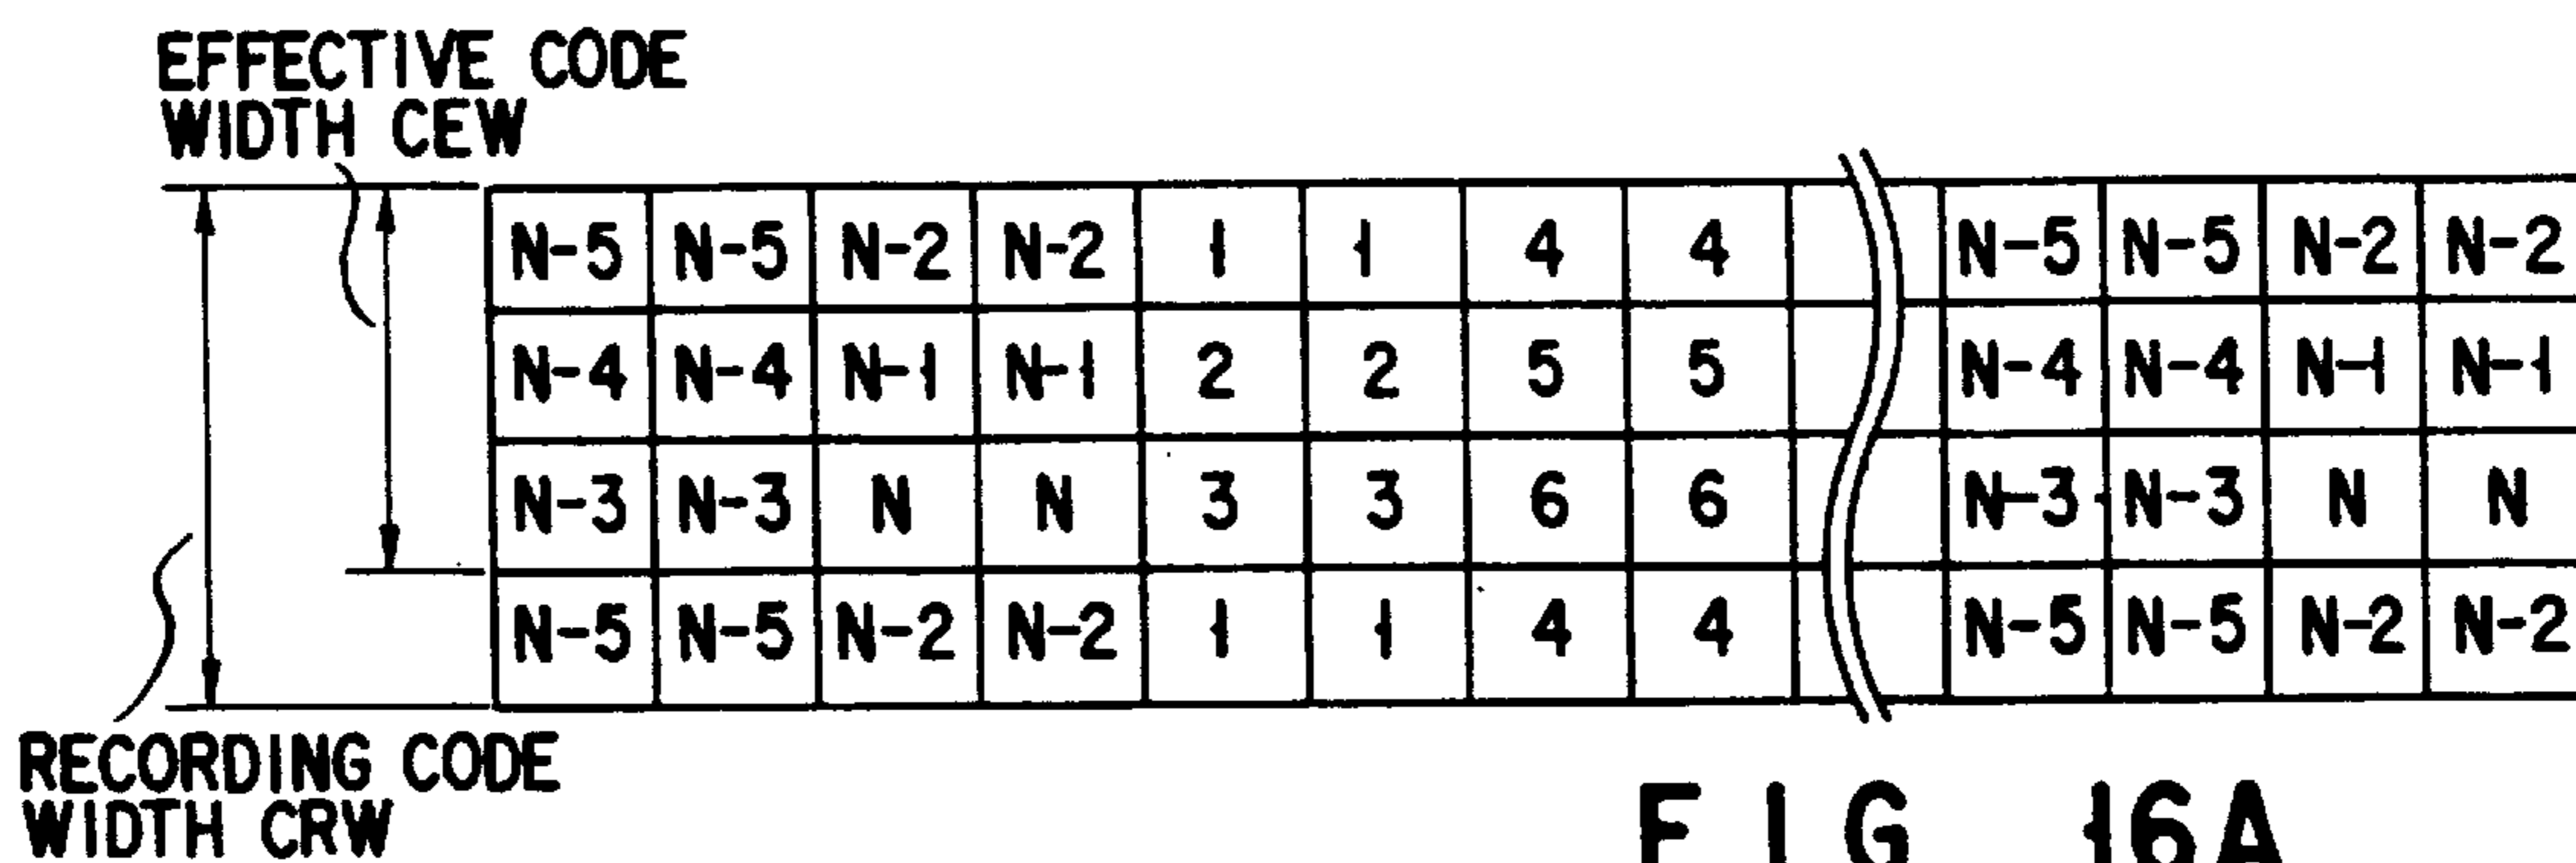 EFFECTIVE CODE
WIDTH CEW
N-5 N-5 N-2 N-2 1 1 4 4 N-5 N-5 N-2 N-2
N-4 N-4 N-1 N-1 2 2 5 5 N-4 N-4 N-1 N-1
N-3 N-3 N N 3 3 6 6 N-3 N-3 N N
N-5 N-5 N-2 N-2 1 1 4 4 N-5 N-5 N-2 N-2
RECORDING CODE
WIDTH CRW
FIG 16A